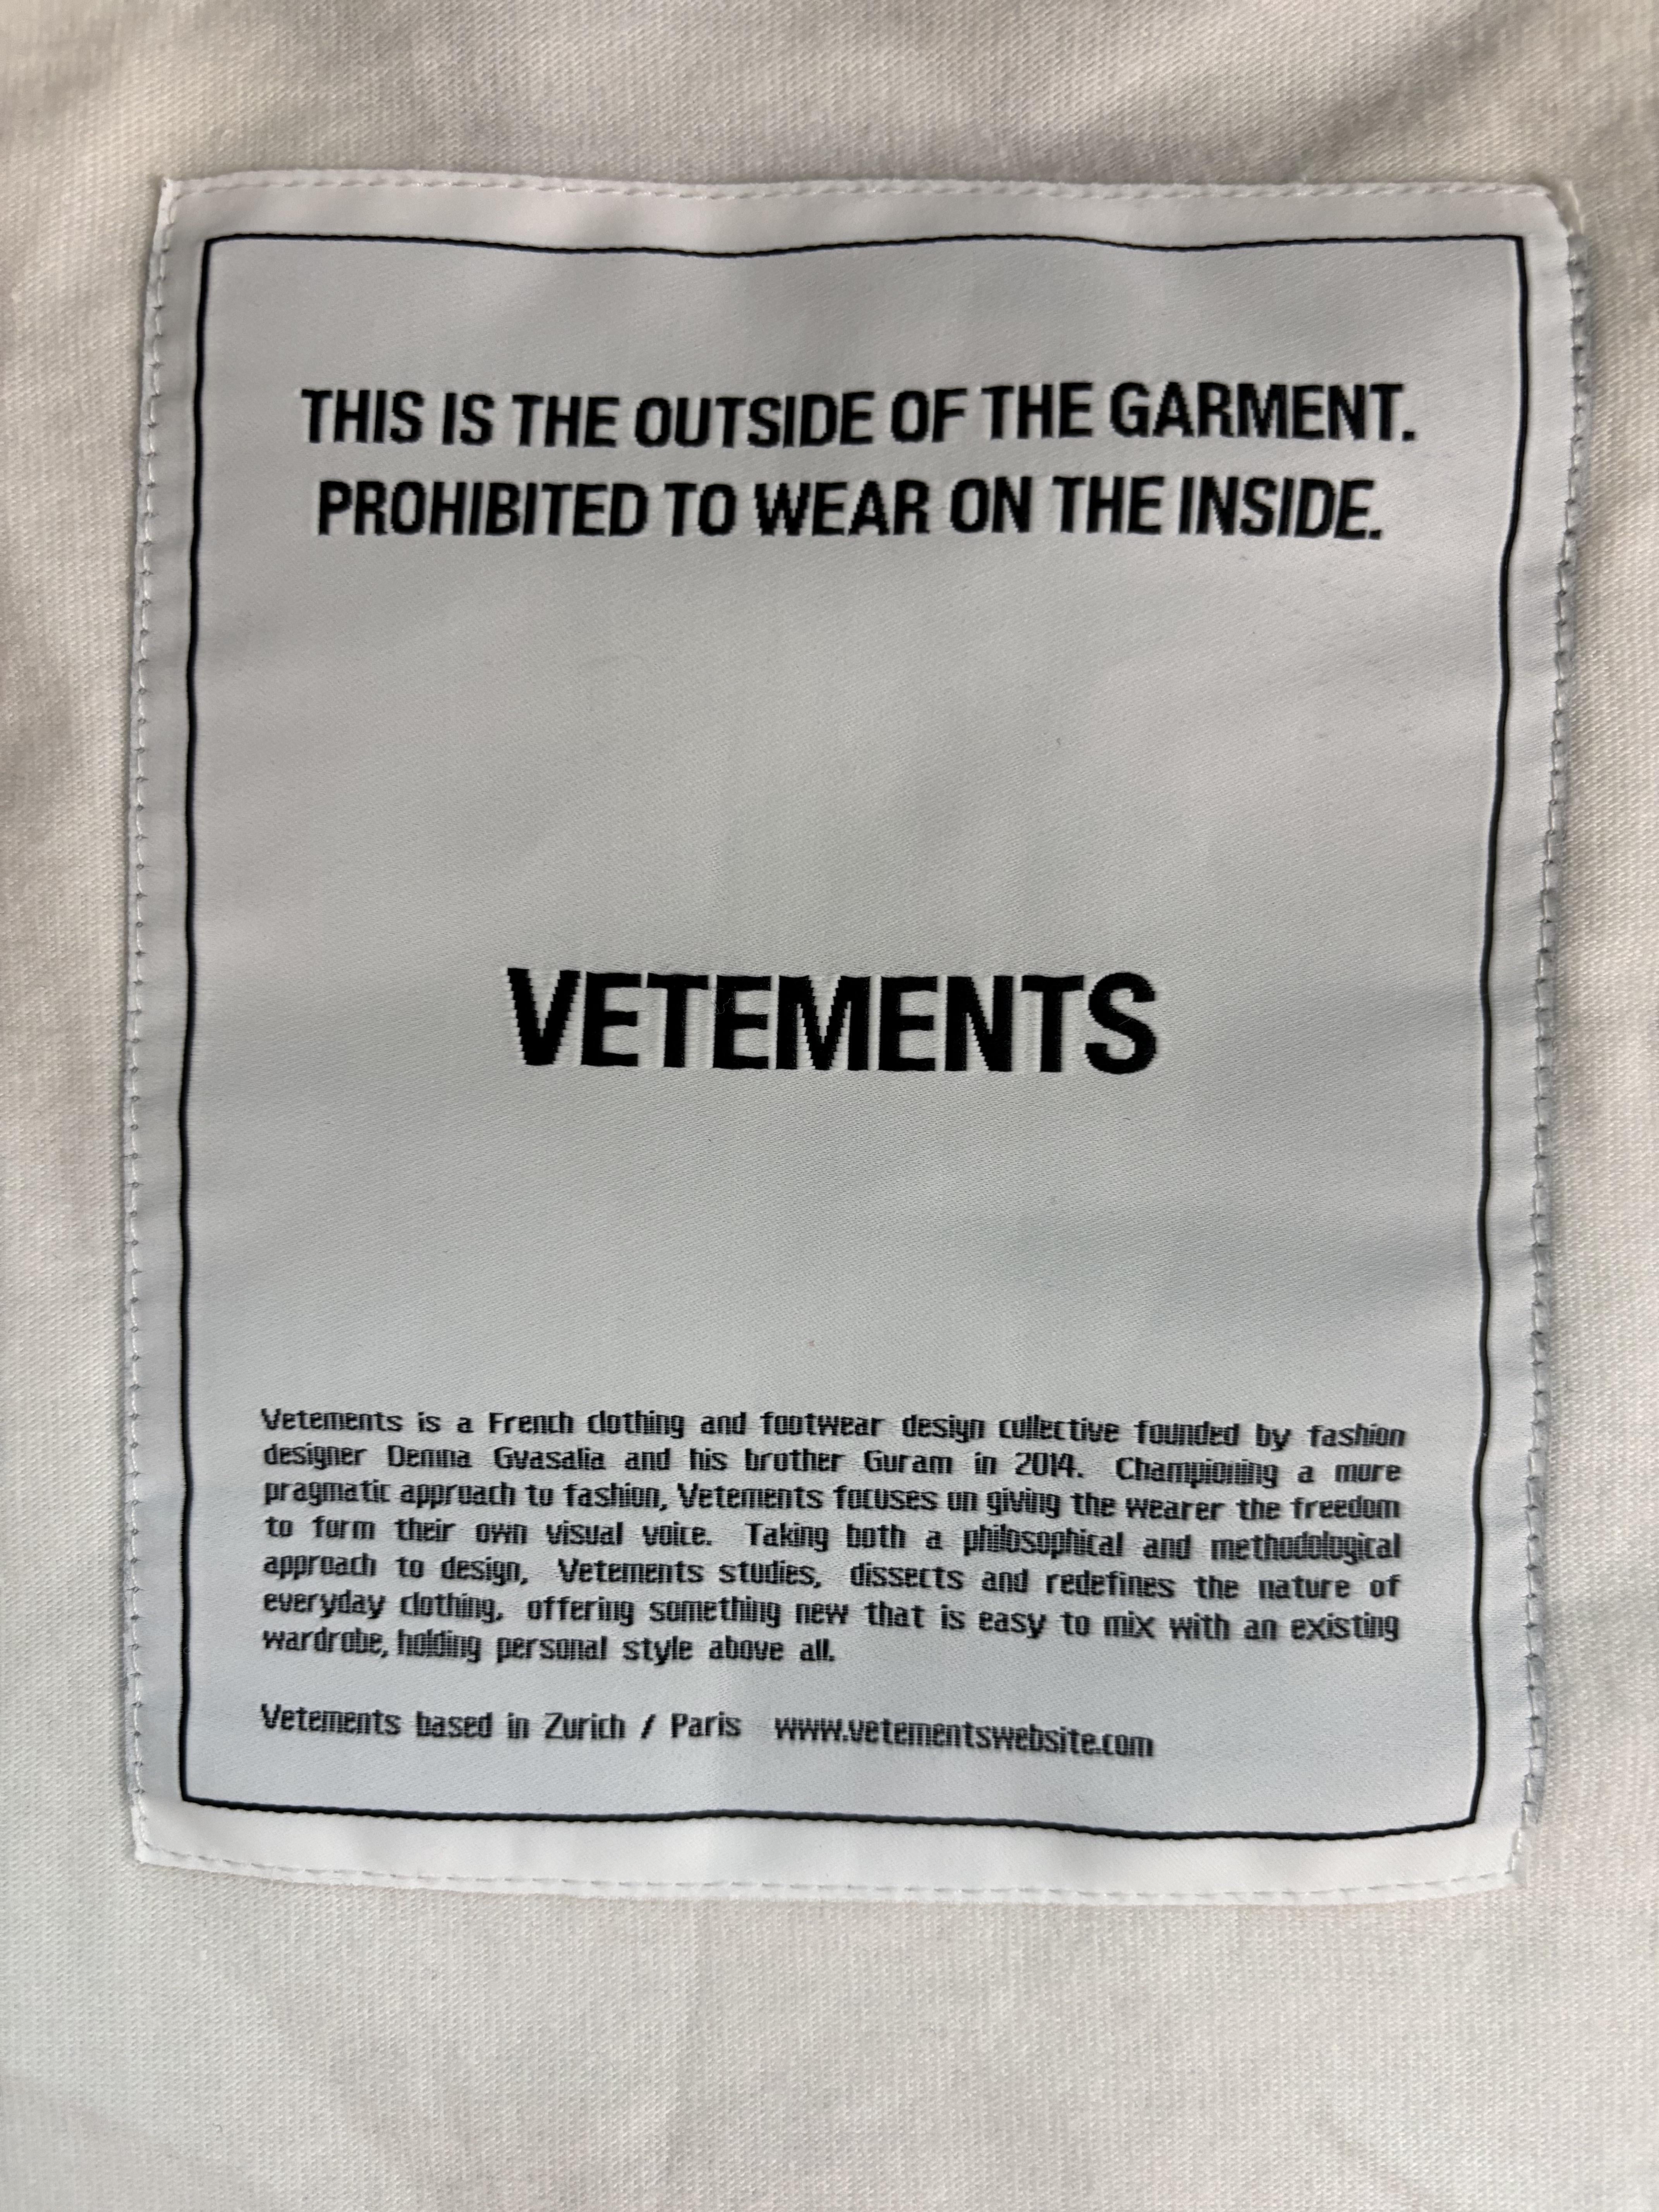 THIS IS THE OUTSIDE OF THE GARMENT.
PROHIBITED TO WEAR ON THE INSIDE.
VETEMENTS
Vetements is a French clothing and footwear design collective founded by fashion
designer Demna Gvasalia and his brother Guram in 2014. Championing a more
pragmatic approach to fashion, Vetements focuses on giving the wearer the freedom
to form their own visual voice. Taking both a philosophical and methodological
approach to design, Vetements studies, dissects and redefines the nature of
everyday clothing, offering something new that is easy to mix with an existing
wardrobe, holding personal style above all.
Vetements based in Zurich / Paris www.vetementswebsite.com